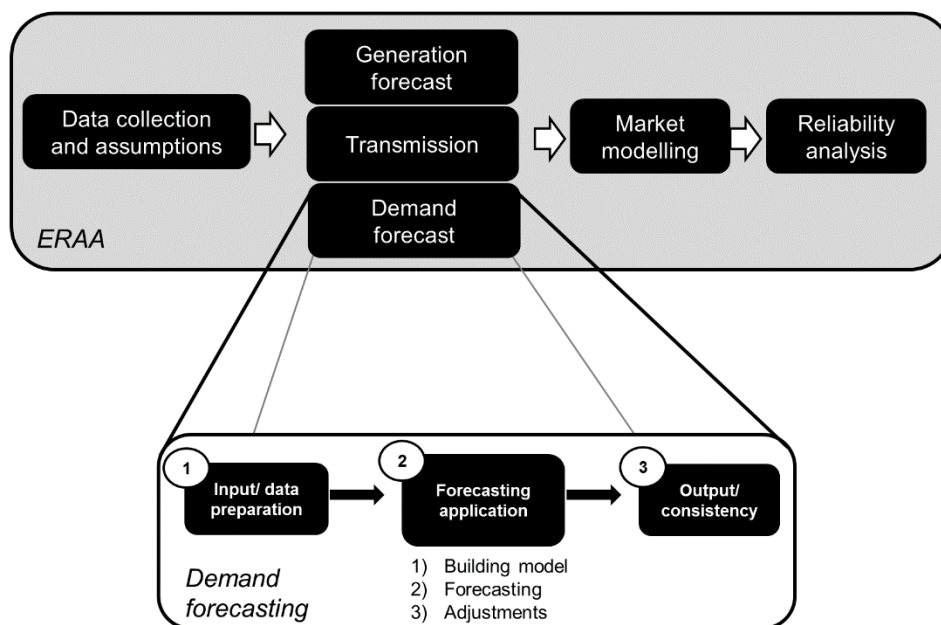 Generation
forecast
Data collection
and assumptions
Transmission
Market
modelling
Reliability
analysis
Demand
forecast
ERAA
1
Input/ data
preparation
2
Forecasting
application
3
Output/
consistency
1) Building model
2) Forecasting
3) Adjustments
Demand
forecasting